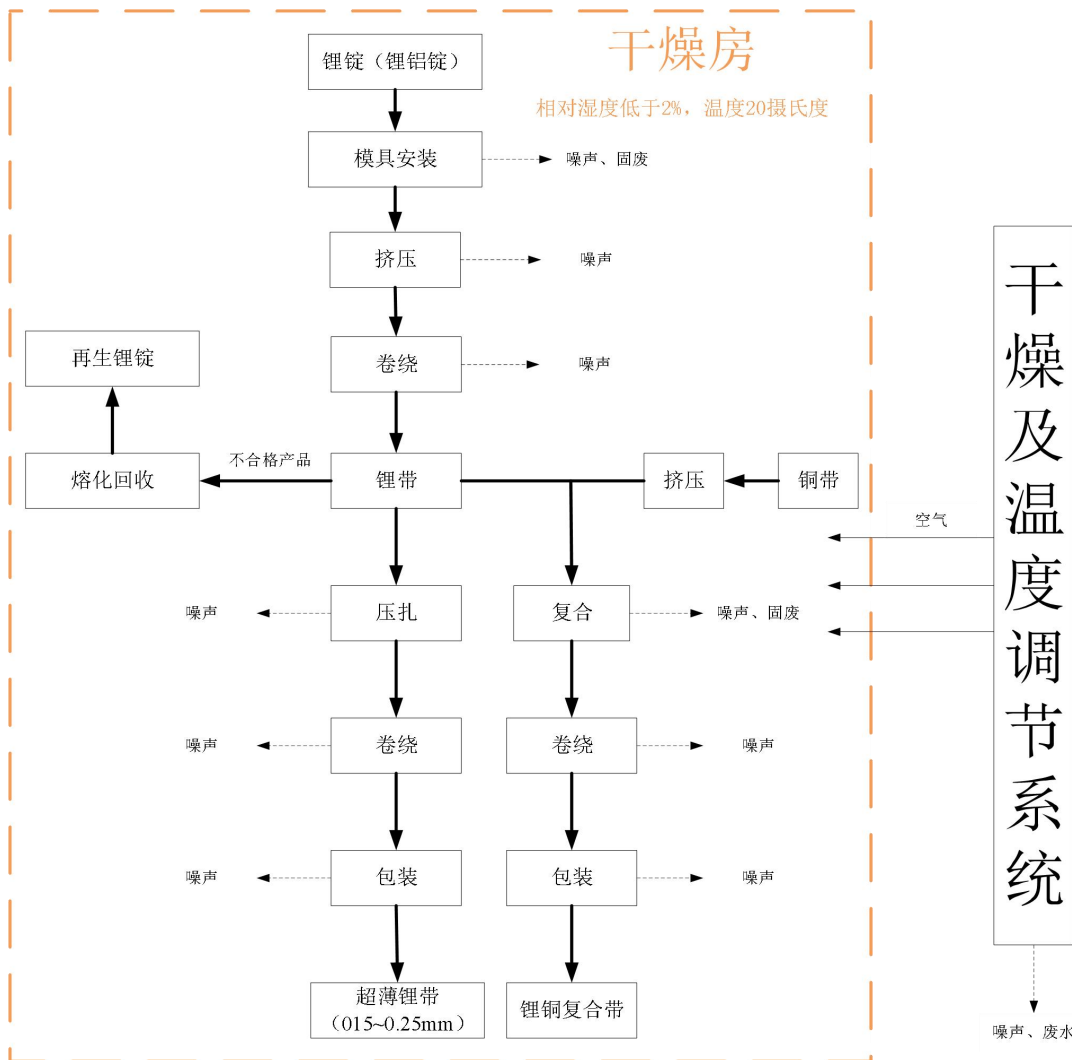 干燥房
相对湿度低于2%，温度20摄氏度
锂锭（锂铝锭）
模具安装
噪声、固废
挤压
噪声
卷绕
噪声
再生锂锭
熔化回收
不合格产品
锂带
挤压
铜带
空气
压扎
噪声
复合
噪声、固废
卷绕
噪声
卷绕
噪声
包装
噪声
包装
噪声
超薄锂带
（015~0.25mm）
锂铜复合带
干燥及温度调节系统
噪声、废水